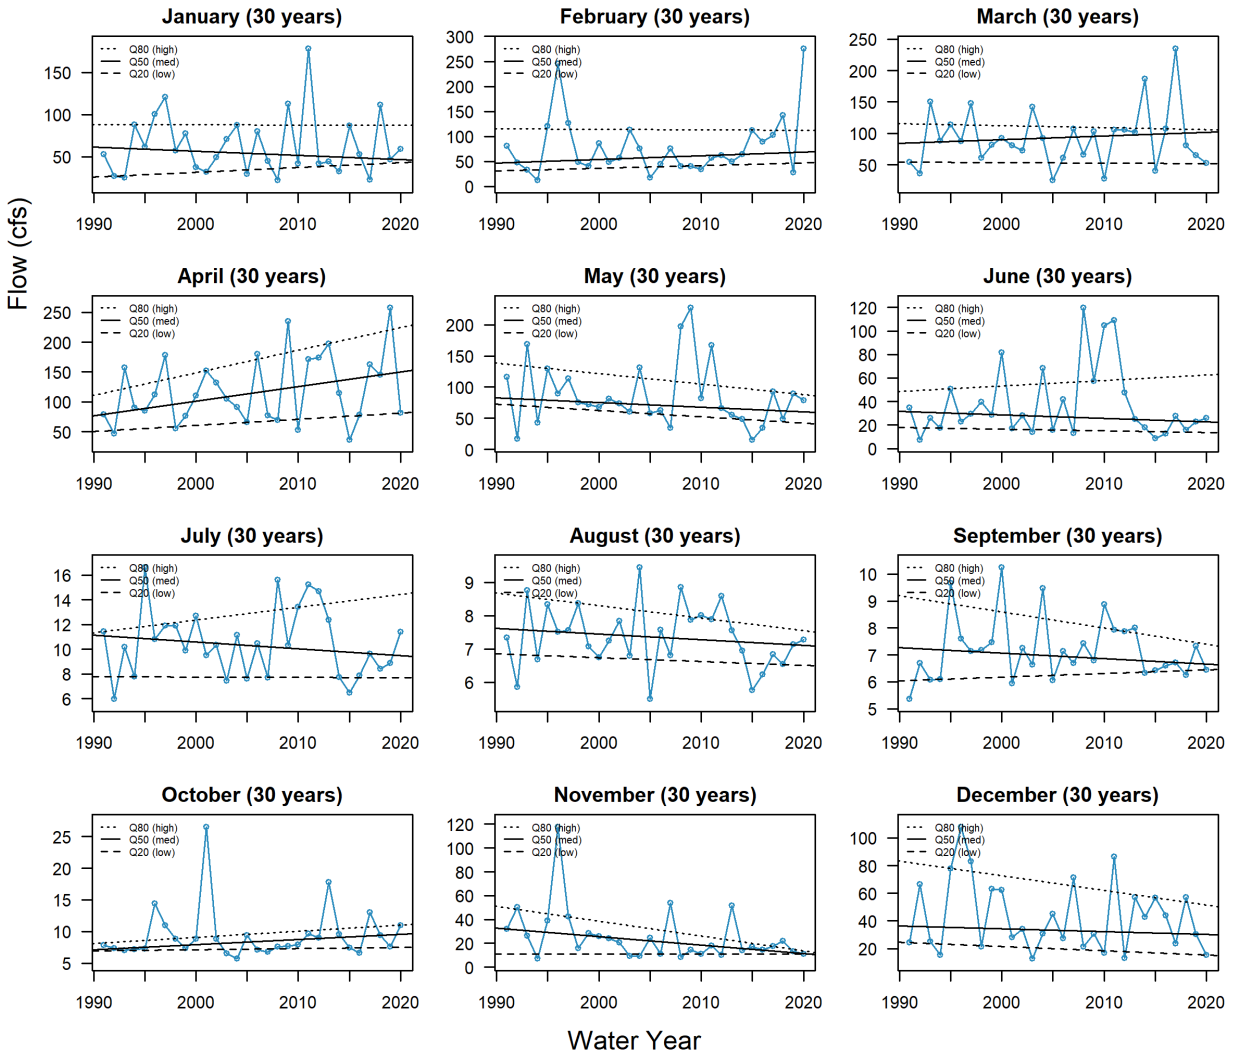 January (30 years)
Q80 (high)
Q50 (med)
Q20 (low)
150
100
50
1990
2000
2010
2020
February (30 years)
Q80 (high)
Q50 (med)
Q20 (low)
300
250
200
150
100
50
0
1990
2000
2010
2020
March (30 years)
Q80 (high)
Q50 (med)
Q20 (low)
250
200
150
100
50
1990
2000
2010
2020
Flow (cfs)
April (30 years)
Q80 (high)
Q50 (med)
Q20 (low)
250
200
150
100
50
1990
2000
2010
2020
May (30 years)
Q80 (high)
Q50 (med)
Q20 (low)
200
150
100
50
0
1990
2000
2010
2020
June (30 years)
Q80 (high)
Q50 (med)
Q20 (low)
120
100
80
60
40
20
0
1990
2000
2010
2020
July (30 years)
Q80 (high)
Q50 (med)
Q20 (low)
16
14
12
10
8
6
1990
2000
2010
2020
August (30 years)
Q80 (high)
Q50 (med)
Q20 (low)
9
8
7
6
1990
2000
2010
2020
September (30 years)
Q80 (high)
Q50 (med)
Q20 (low)
10
9
8
7
6
5
1990
2000
2010
2020
October (30 years)
Q80 (high)
Q50 (med)
Q20 (low)
25
20
15
10
5
1990
2000
2010
2020
November (30 years)
Q80 (high)
Q50 (med)
Q20 (low)
120
100
80
60
40
20
0
1990
2000
2010
2020
December (30 years)
Q80 (high)
Q50 (med)
Q20 (low)
100
80
60
40
20
1990
2000
2010
2020
Water Year